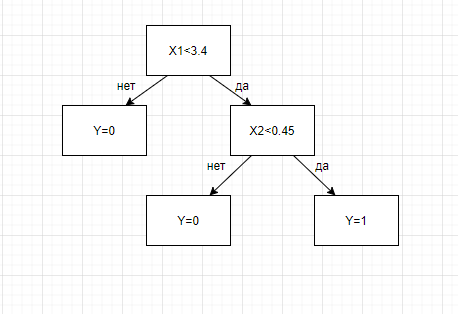 X1<3.4
нет
да
Y=0
X2<0.45
нет
да
Y=0
Y=1